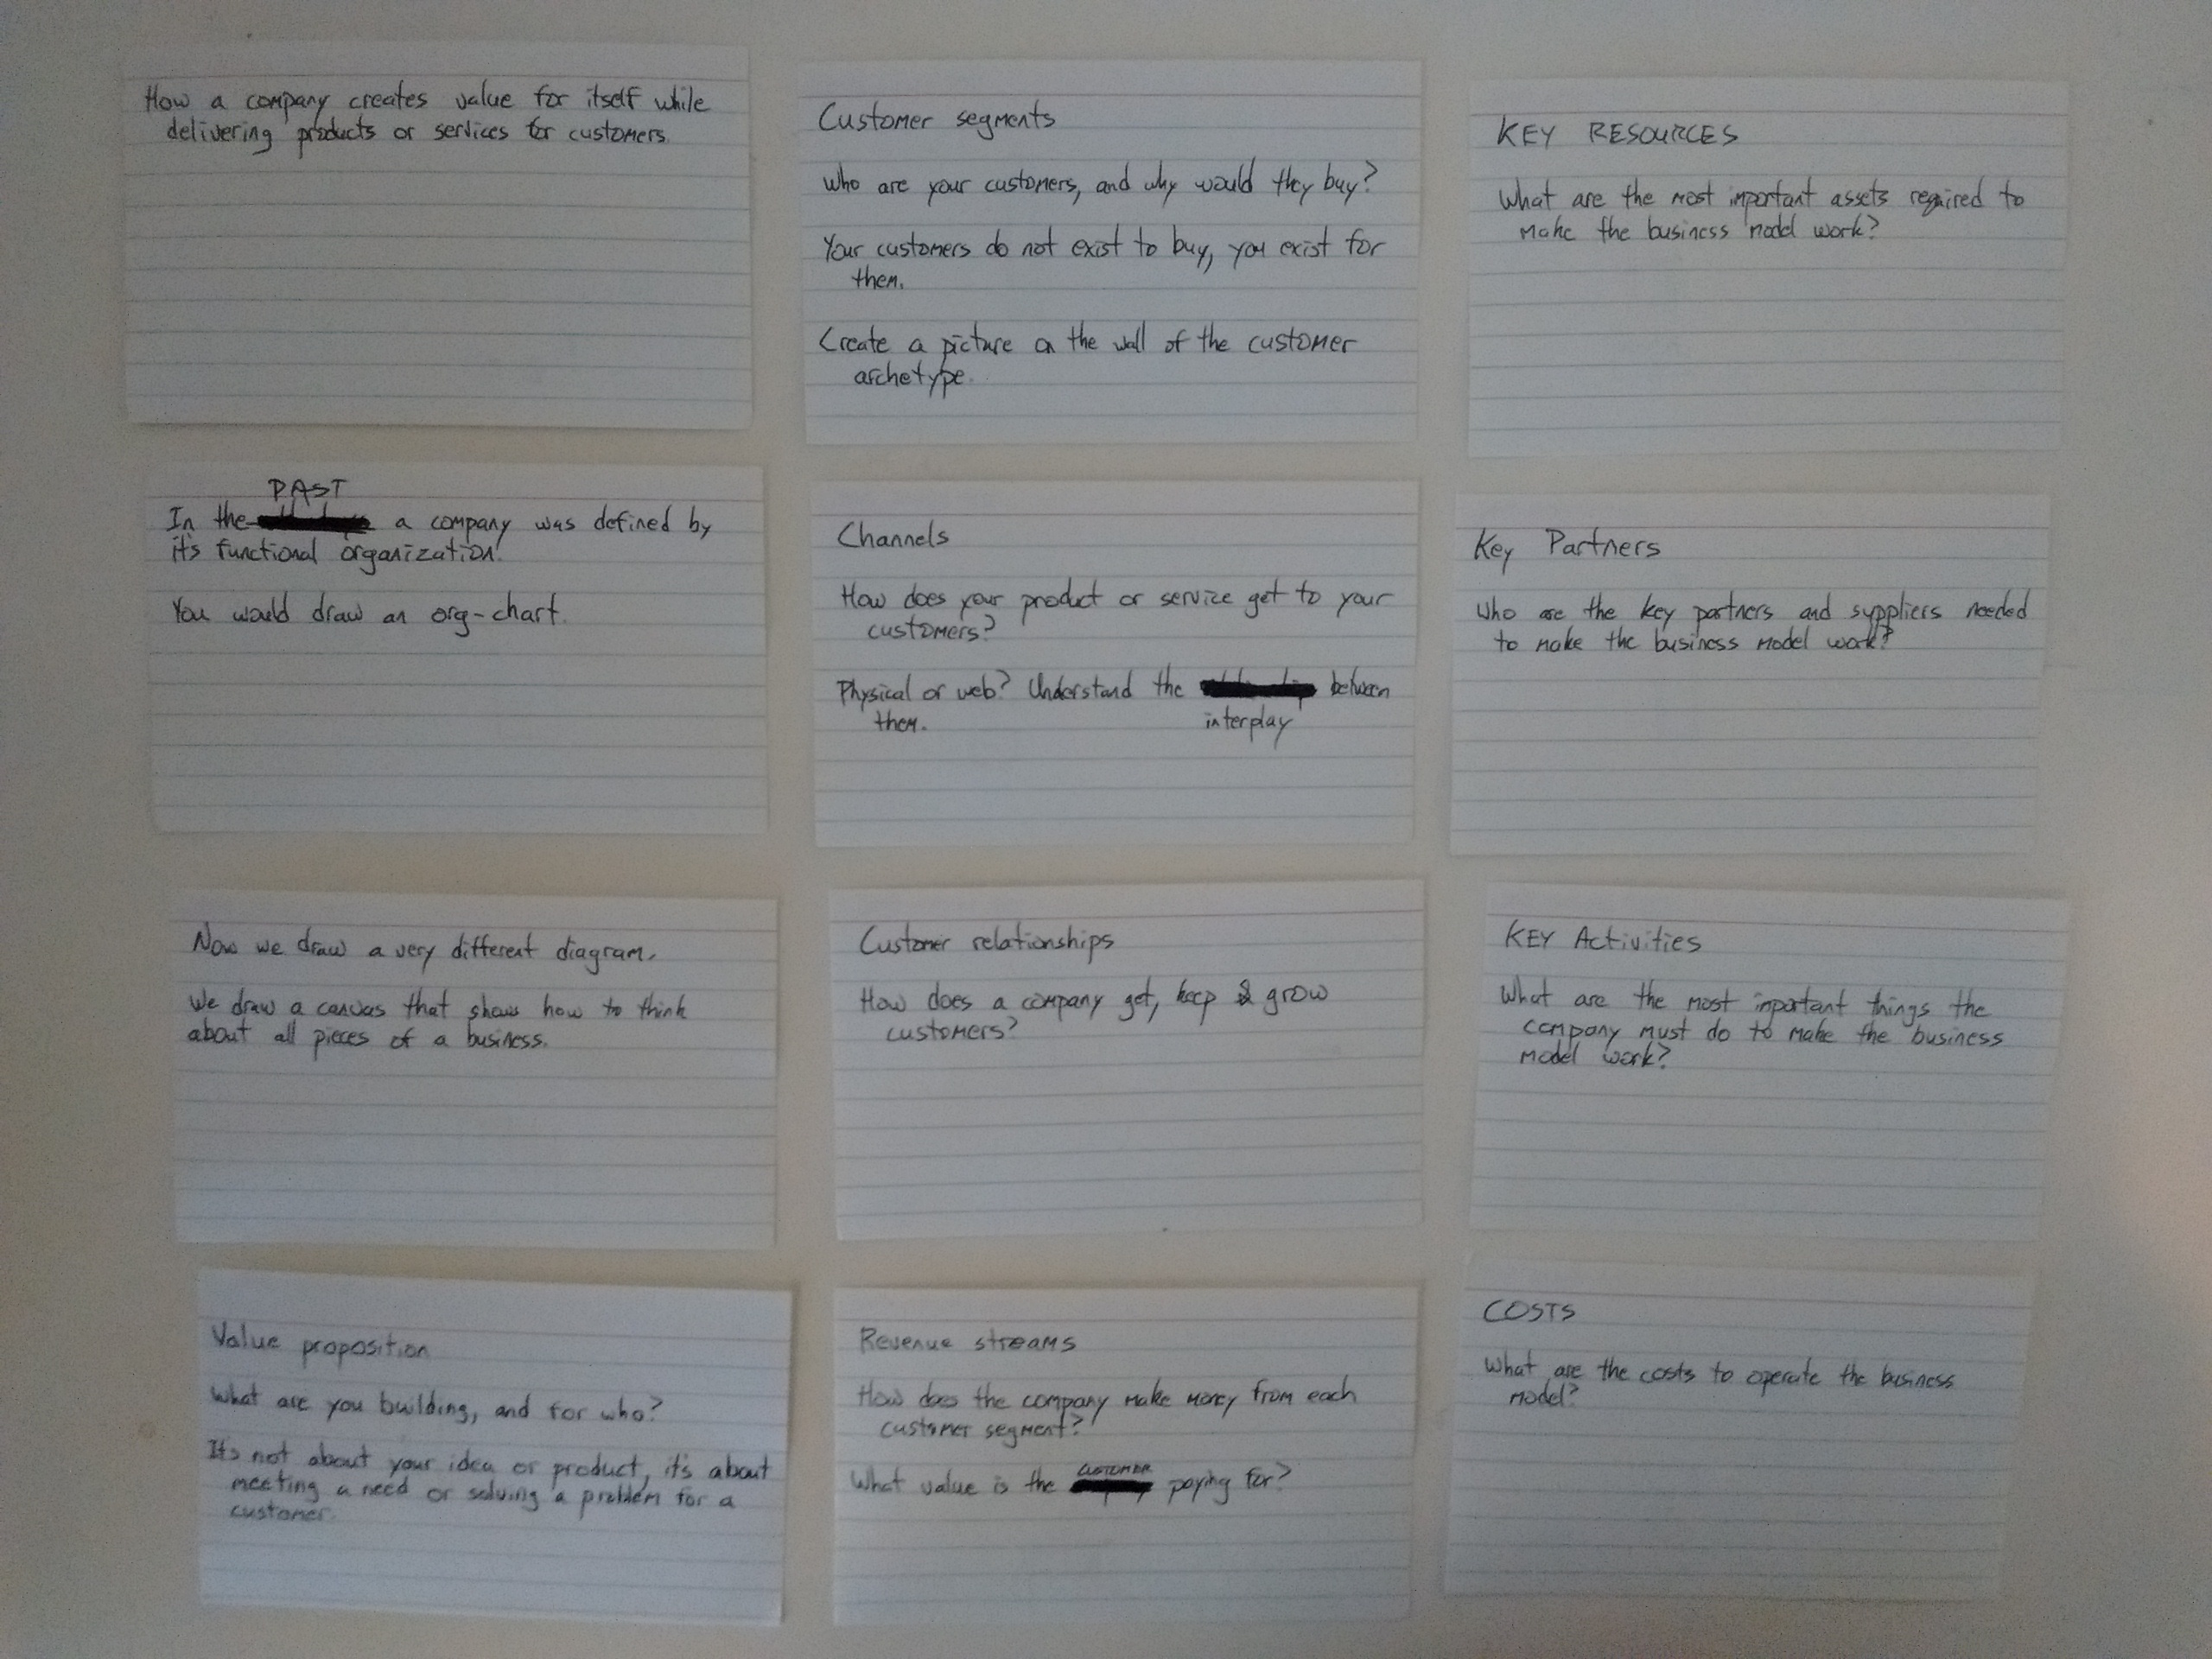 How a company creates value for itself while
delivering products or services for customers.
PAST
In the a company was defined by
it's functional organization.
You would draw an org-chart.
Now we draw a very different diagram.
We draw a canvas that shows how to think
about all pieces of a business.
Value proposition
What are you building, and for who?
It's not about your idea or product, it's about
meeting a need or solving a problem for a
customer.
Customer segments
Who are your customers, and why would they buy?
Your customers do not exist to buy, you exist for
them.
Create a picture on the wall of the customer
archetype.
Channels
How does your product or service get to your
customers?
Physical or web? Understand the between
them. interplay
Customer relationships
How does a company get, keep & grow
customers?
Revenue streams
How does the company make money from each
customer segment?
CUSTOMER
What value is the paying for?
KEY RESOURCES
What are the most important assets required to
make the business model work?
Key Partners
Who are the key partners and suppliers needed
to make the business model work?
KEY Activities
What are the most important things the
company must do to make the business
model work?
COSTS
What are the costs to operate the business
model?